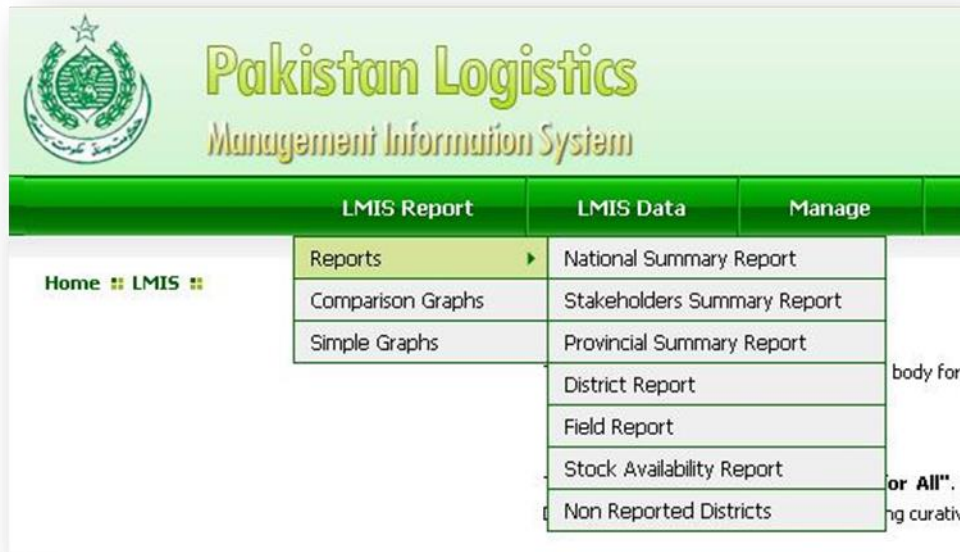 Pakistan Logistics
Management Information System
LMIS Report LMIS Data Manage
Home LMIS
Reports
Comparison Graphs
Simple Graphs
National Summary Report
Stakeholders Summary Report
Provincial Summary Report
District Report
Field Report
Stock Availability Report
Non Reported Districts
body for
or All".
ng curativ